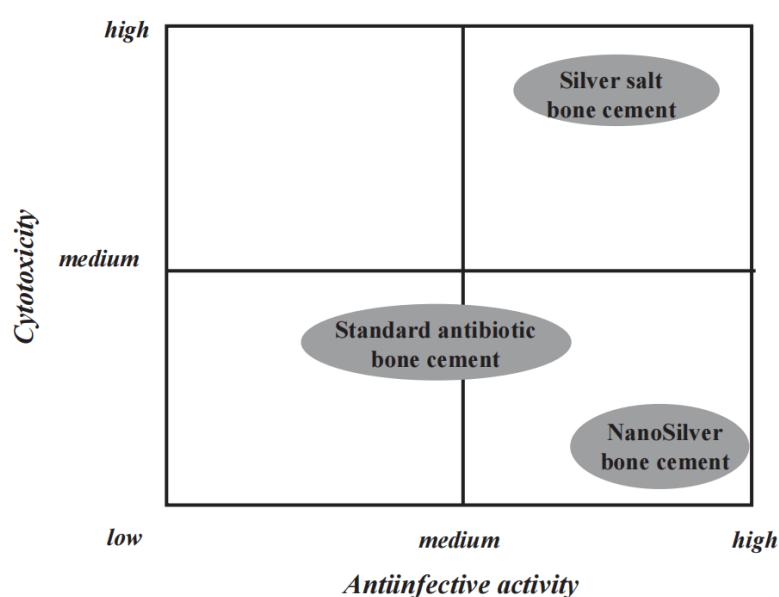 high
Silver salt
bone cement
Cytotoxicity
medium
Standard antibiotic
bone cement
NanoSilver
bone cement
low
medium
high
Antiinfective activity